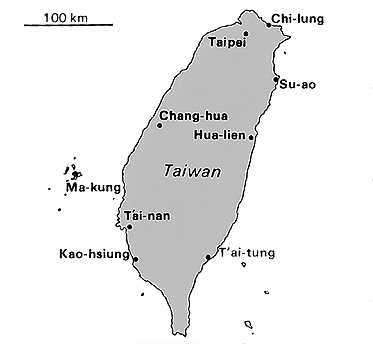 100 km
Chi-lung
Taipei
Su-ao
Chang-hua
Hua-lien
Taiwan
Ma-kung
Tai-nan
Kao-hsiung
T'ai-tung